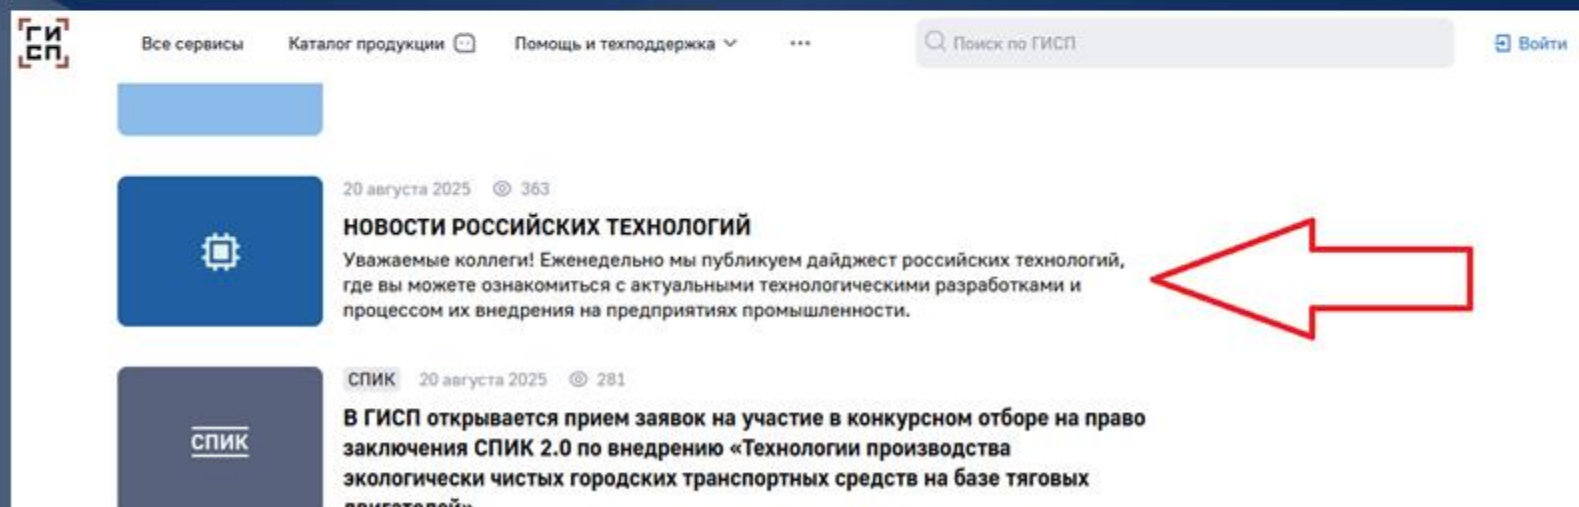 ГИ
СП
Все сервисы
Каталог продукции
Помощь и техподдержка
...
Поиск по ГИСП
Войти
20 августа 2025 363
НОВОСТИ РОССИЙСКИХ ТЕХНОЛОГИЙ
Уважаемые коллеги! Еженедельно мы публикуем дайджест российских технологий,
где вы можете ознакомиться с актуальными технологическими разработками и
процессом их внедрения на предприятиях промышленности.
СПИК
СПИК 20 августа 2025 281
В ГИСП открывается прием заявок на участие в конкурсном отборе на право
заключения СПИК 2.0 по внедрению «Технологии производства
экологически чистых городских транспортных средств на базе тяговых
двигателей»